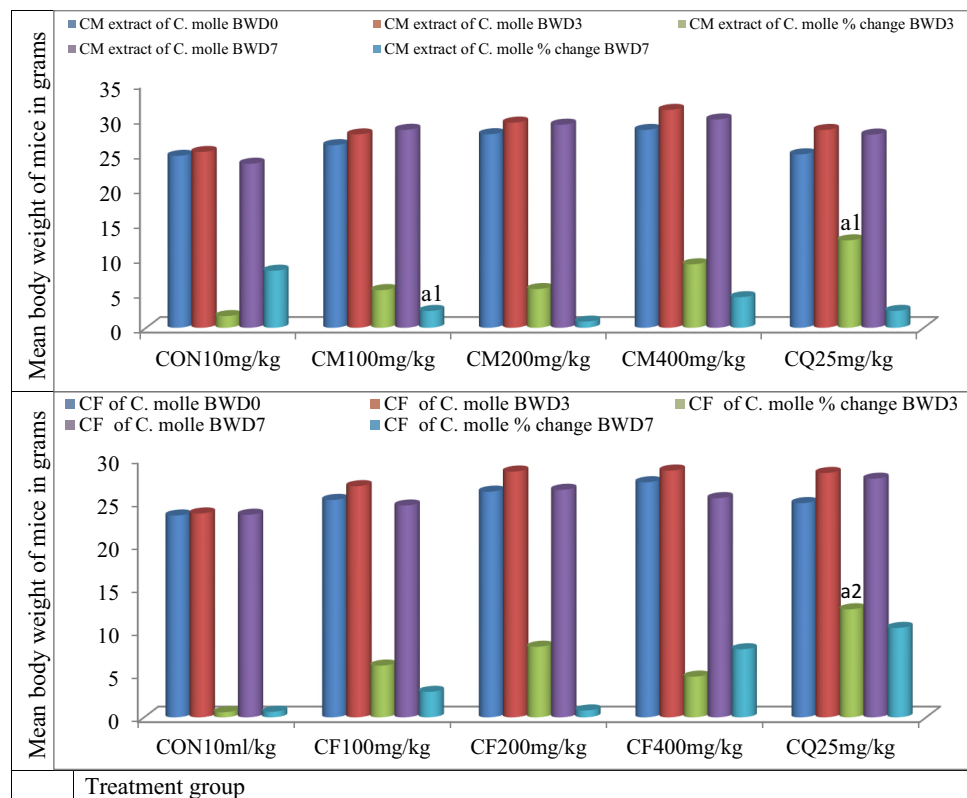 CM extract of C. molle BWD0 CM extract of C. molle BWD3 CM extract of C. molle % change BWD3
CM extract of C. molle BWD7 CM extract of C. molle % change BWD7
Mean body weight of mice in grams
35
30
25
20
15
10
5
0
a1
a1
CON10mg/kg CM100mg/kg CM200mg/kg CM400mg/kg CQ25mg/kg
CF of C. molle BWD0 CF of C. molle BWD3 CF of C. molle % change BWD3
CF of C. molle BWD7 CF of C. molle % change BWD7
Mean body weight of mice in grams
30
25
20
15
10
5
0
a2
CON10ml/kg CF100mg/kg CF200mg/kg CF400mg/kg CQ25mg/kg
Treatment group